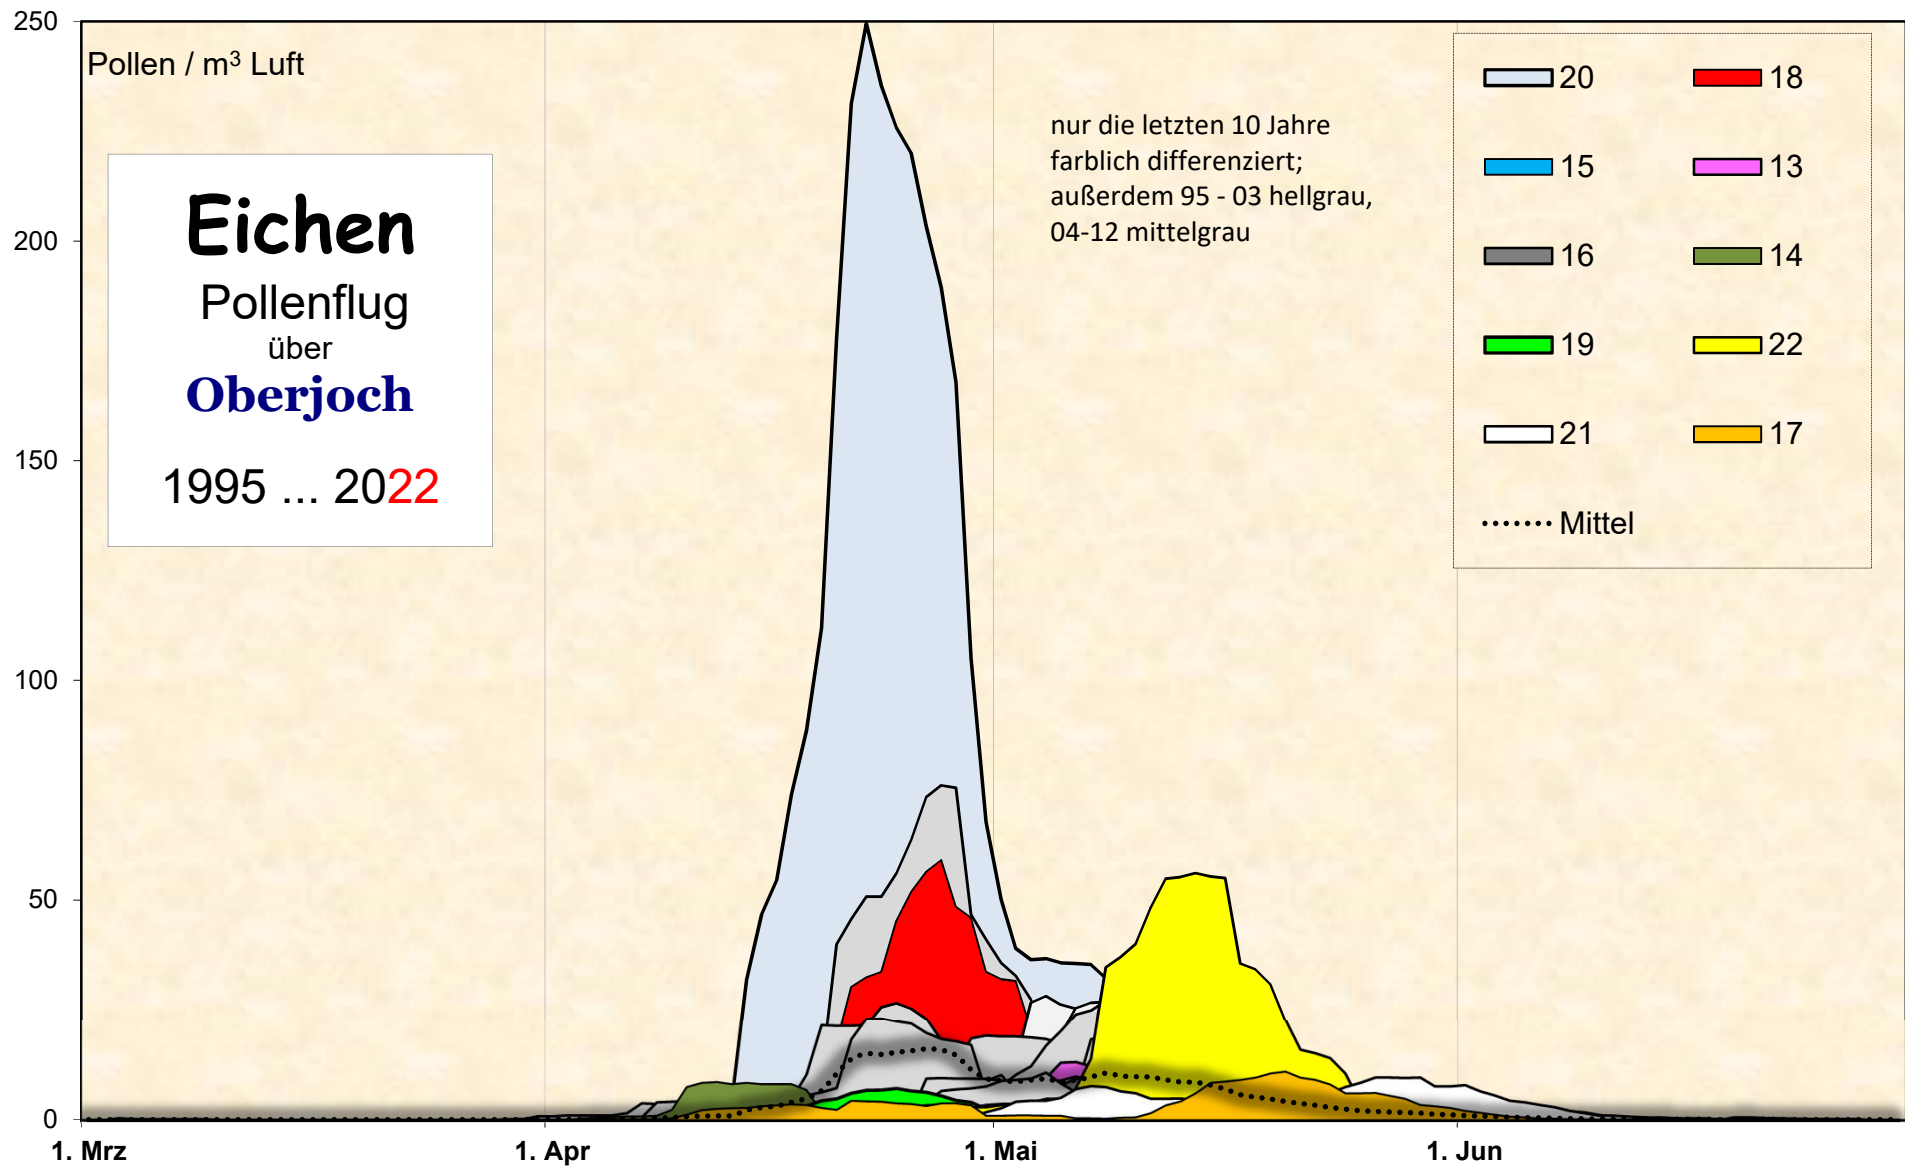 250
Pollen / m³ Luft
200
150
100
50
0
Eichen
Pollenflug
über
Oberjoch
1995 ... 2022
nur die letzten 10 Jahre
farblich differenziert;
außerdem 95 - 03 hellgrau,
04-12 mittelgrau
20
18
15
13
16
14
19
22
21
17
Mittel
1. Mrz
1. Apr
1. Mai
1. Jun